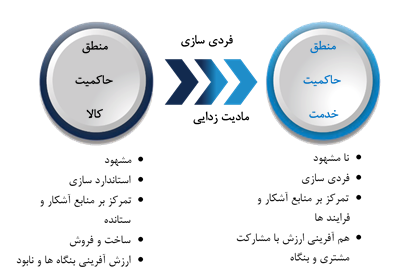 منطق
حاکمیت
خدمت
فردی سازی
مادیت زدایی
منطق
حاکمیت
کالا
• نا مشهود
• فردی سازی
• تمرکز بر منابع آشکار و
فرایند ها
• هم آفرینی ارزش با مشارکت
مشتری و بنگاه
• مشهود
• استاندارد سازی
• تمرکز بر منابع آشکار و
ستانده
• ساخت و فروش
• ارزش آفرینی بنگاه ها و نابود